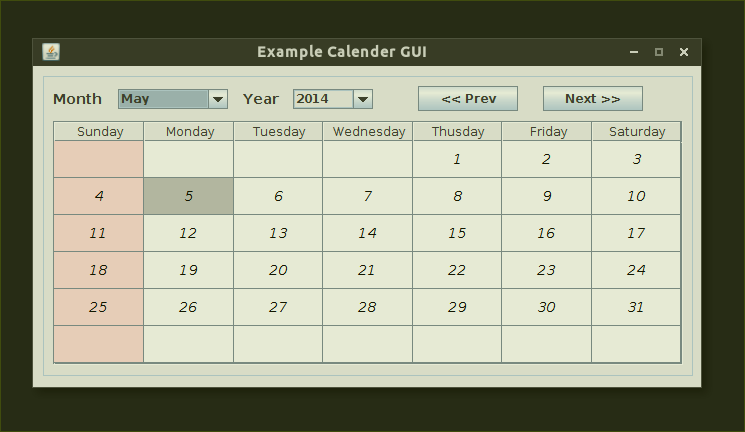 Example Calender GUI
Month May Year 2014 << Prev Next >>
Sunday Monday Tuesday Wednesday Thusday Friday Saturday
1 2 3
4 5 6 7 8 9 10
11 12 13 14 15 16 17
18 19 20 21 22 23 24
25 26 27 28 29 30 31